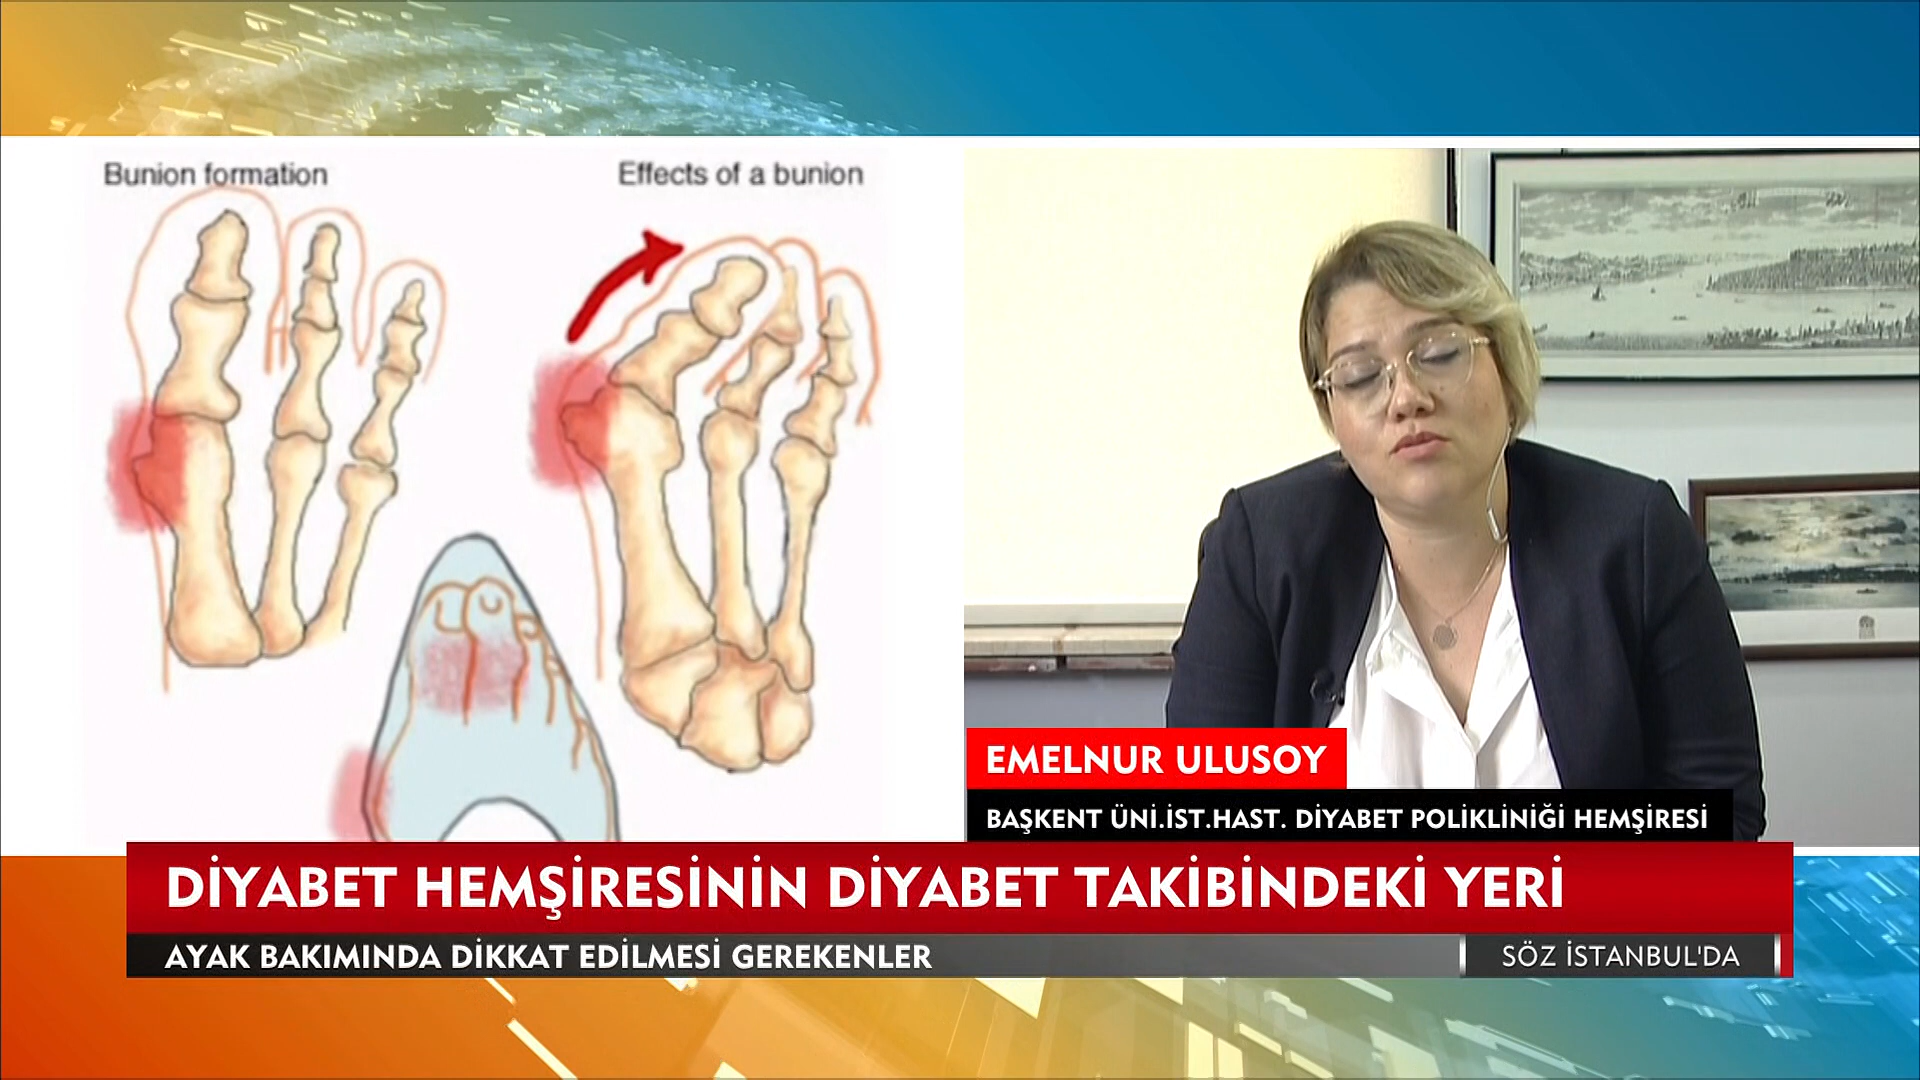 Bunion formation
Effects of a bunion
EMELNUR ULUSOY
BAŞKENT ÜNİ.İST.HAST. DİYABET POLİKLİNİĞİ HEMŞİRESİ
DİYABET HEMŞİRESİNİN DİYABET TAKİBİNDEKİ YERİ
AYAK BAKIMINDA DİKKAT EDİLMESİ GEREKENLER
SÖZ İSTANBUL'DA